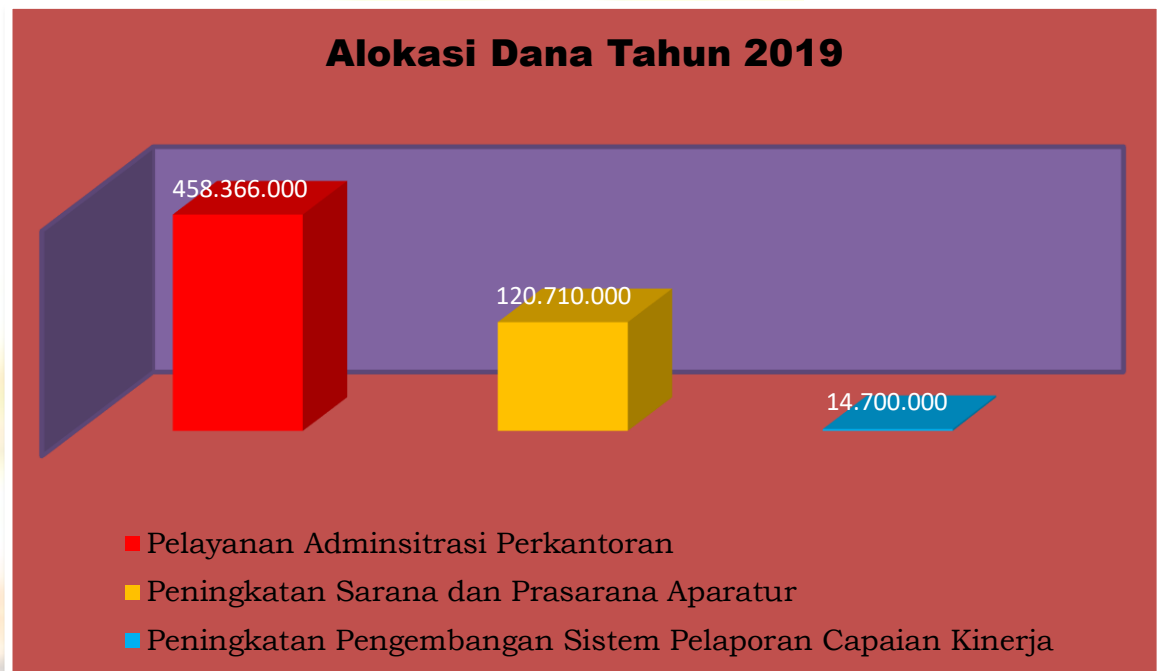 Alokasi Dana Tahun 2019
458.366.000
120.710.000
14.700.000
Pelayanan Adminsitrasi Perkantoran
Peningkatan Sarana dan Prasarana Aparatur
Peningkatan Pengembangan Sistem Pelaporan Capaian Kinerja